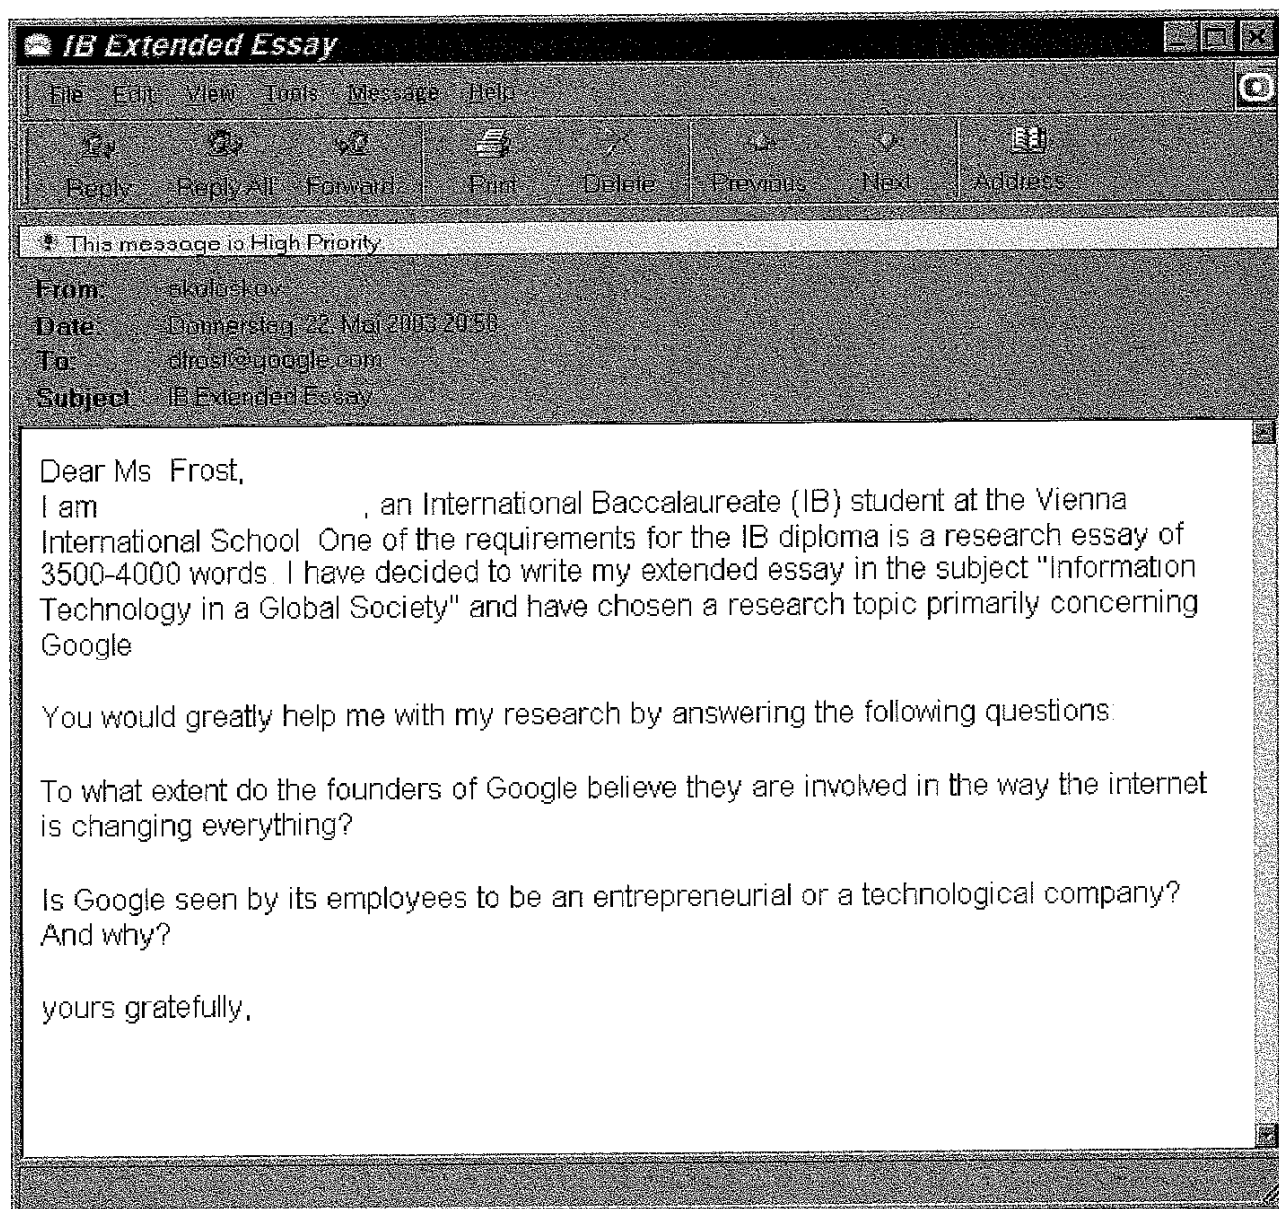 IB Extended Essay
File Edit View Tools Message Help
Reply Reply All Forward Print Delete Previous Next Address
This message is High Priority
From:
Date: Donnerstag, 22. Mai 2003 20:50
To: dfrost@google.com
Subject: IB Extended Essay
Dear Ms Frost,
I am , an International Baccalaureate (IB) student at the Vienna
International School One of the requirements for the IB diploma is a research essay of
3500-4000 words. I have decided to write my extended essay in the subject "Information
Technology in a Global Society" and have chosen a research topic primarily concerning
Google
You would greatly help me with my research by answering the following questions:
To what extent do the founders of Google believe they are involved in the way the internet
is changing everything?
Is Google seen by its employees to be an entrepreneurial or a technological company?
And why?
yours gratefully,